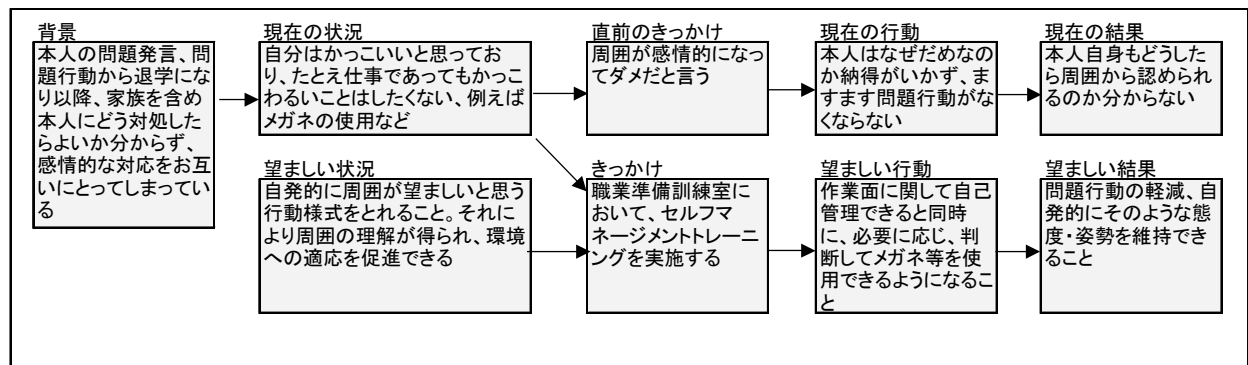 背景
本人の問題発言、問
題行動から退学にな
り以降、家族を含め
本人にどう対処した
らよいか分からず、
感情的な対応をお互
いにとってしまってい
る
現在の状況
自分はかっこいいと思ってお
り、たとえ仕事であってもかっこ
わるいことはしたくない、例えば
メガネの使用など
直前のきっかけ
周囲が感情的になっ
てダメだと言う
現在の行動
本人はなぜだめなの
か納得がいかず、ま
すます問題行動がな
くならない
現在の結果
本人自身もどうした
ら周囲から認められ
るのか分からない
望ましい状況
自発的に周囲が望ましいと思う
行動様式をとれること。それに
より周囲の理解が得られ、環境
への適応を促進できる
きっかけ
職業準備訓練室に
おいて、セルフマ
ネージメントトレーニ
ングを実施する
望ましい行動
作業面に関して自己
管理できると同時
に、必要に応じ、判
断してメガネ等を使
用できるようになるこ
と
望ましい結果
問題行動の軽減、自
発的にそのような態
度・姿勢を維持でき
ること